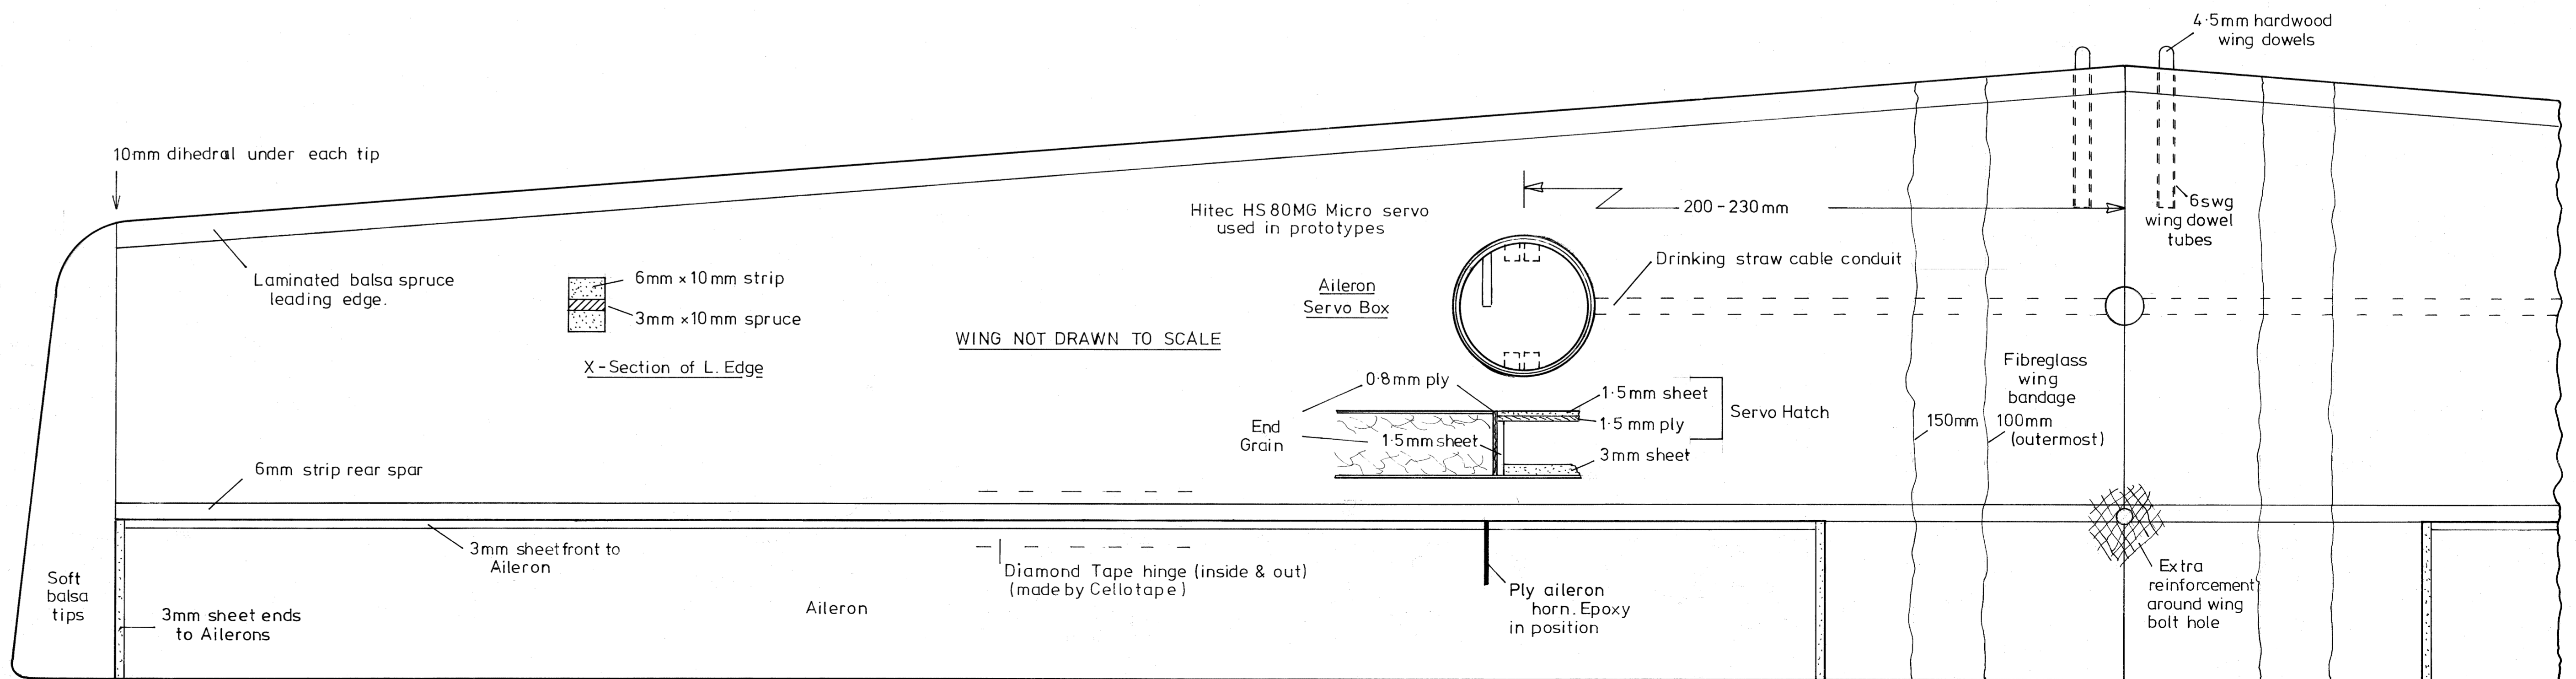 4·5mm hardwood
wing dowels
10mm dihedral under each tip
Hitec HS80MG Micro servo
used in prototypes
200-230mm
6swg
wing dowel
tubes
Laminated balsa spruce
leading edge.
6mm x 10mm strip
3mm x 10mm spruce
X-Section of L. Edge
WING NOT DRAWN TO SCALE
Aileron
Servo Box
Drinking straw cable conduit
0·8mm ply
End
Grain
1·5mm sheet
1·5mm sheet
1·5mm ply
3mm sheet
Servo Hatch
Fibreglass
wing
bandage
150mm
100mm
(outermost)
6mm strip rear spar
3mm sheet front to
Aileron
Diamond Tape hinge (inside & out)
(made by Cellotape)
Soft
balsa
tips
3mm sheet ends
to Ailerons
Aileron
Ply aileron
horn. Epoxy
in position
Extra
reinforcement
around wing
bolt hole